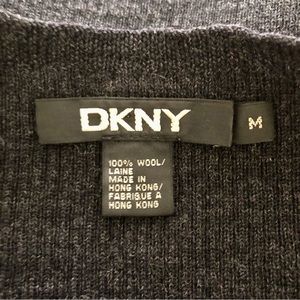 DKNY
M
100% WOOL/
LAINE
MADE IN
HONG KONG/
FABRIQUE A
HONG KONG